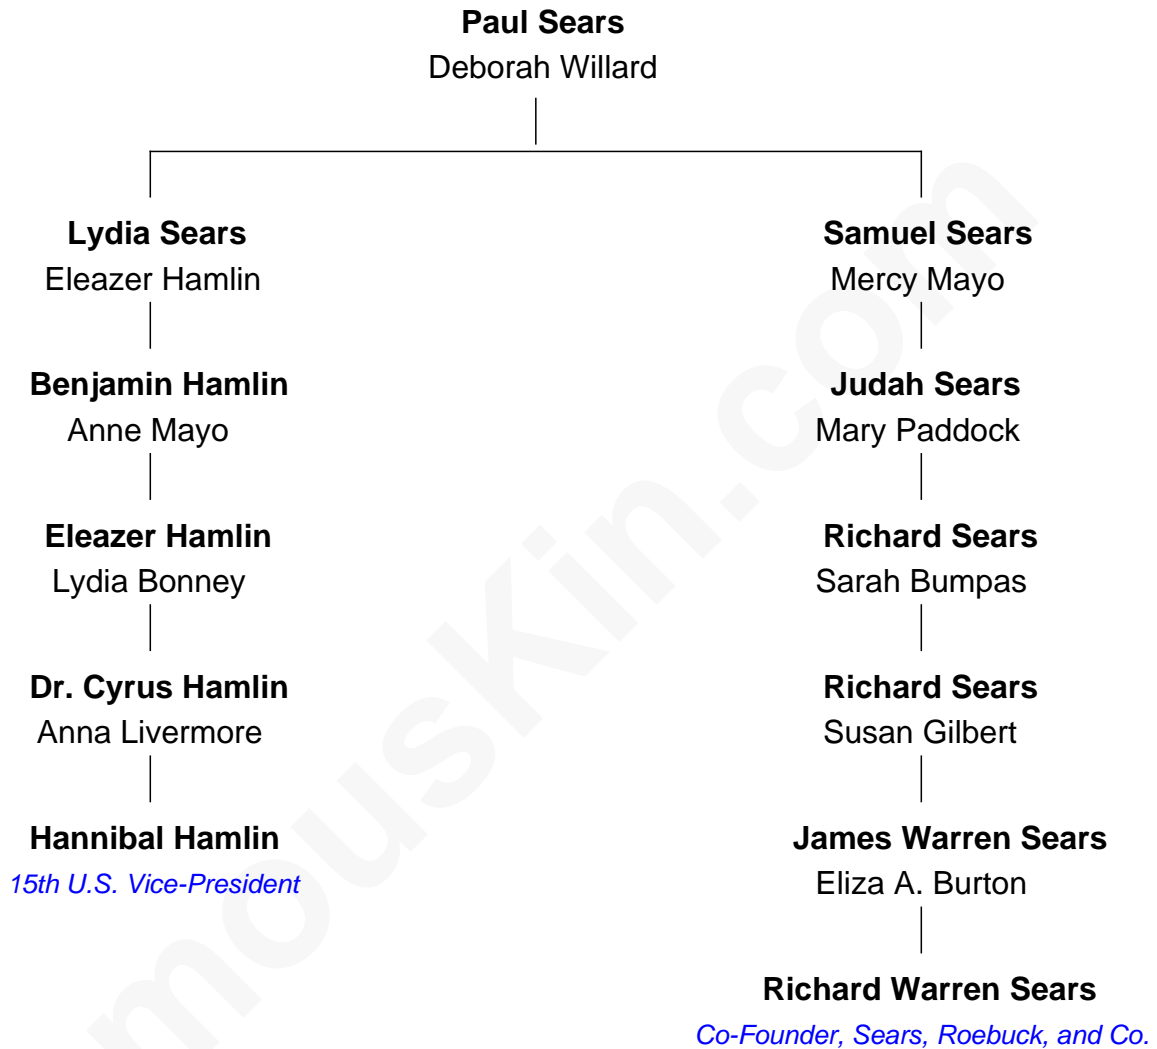 Paul Sears
Deborah Willard
Lydia Sears
Eleazer Hamlin
Samuel Sears
Mercy Mayo
Benjamin Hamlin
Anne Mayo
Judah Sears
Mary Paddock
Eleazer Hamlin
Lydia Bonney
Richard Sears
Sarah Bumpas
Dr. Cyrus Hamlin
Anna Livermore
Richard Sears
Susan Gilbert
Hannibal Hamlin
15th U.S. Vice-President
James Warren Sears
Eliza A. Burton
Richard Warren Sears
Co-Founder, Sears, Roebuck, and Co.
mousKin.com